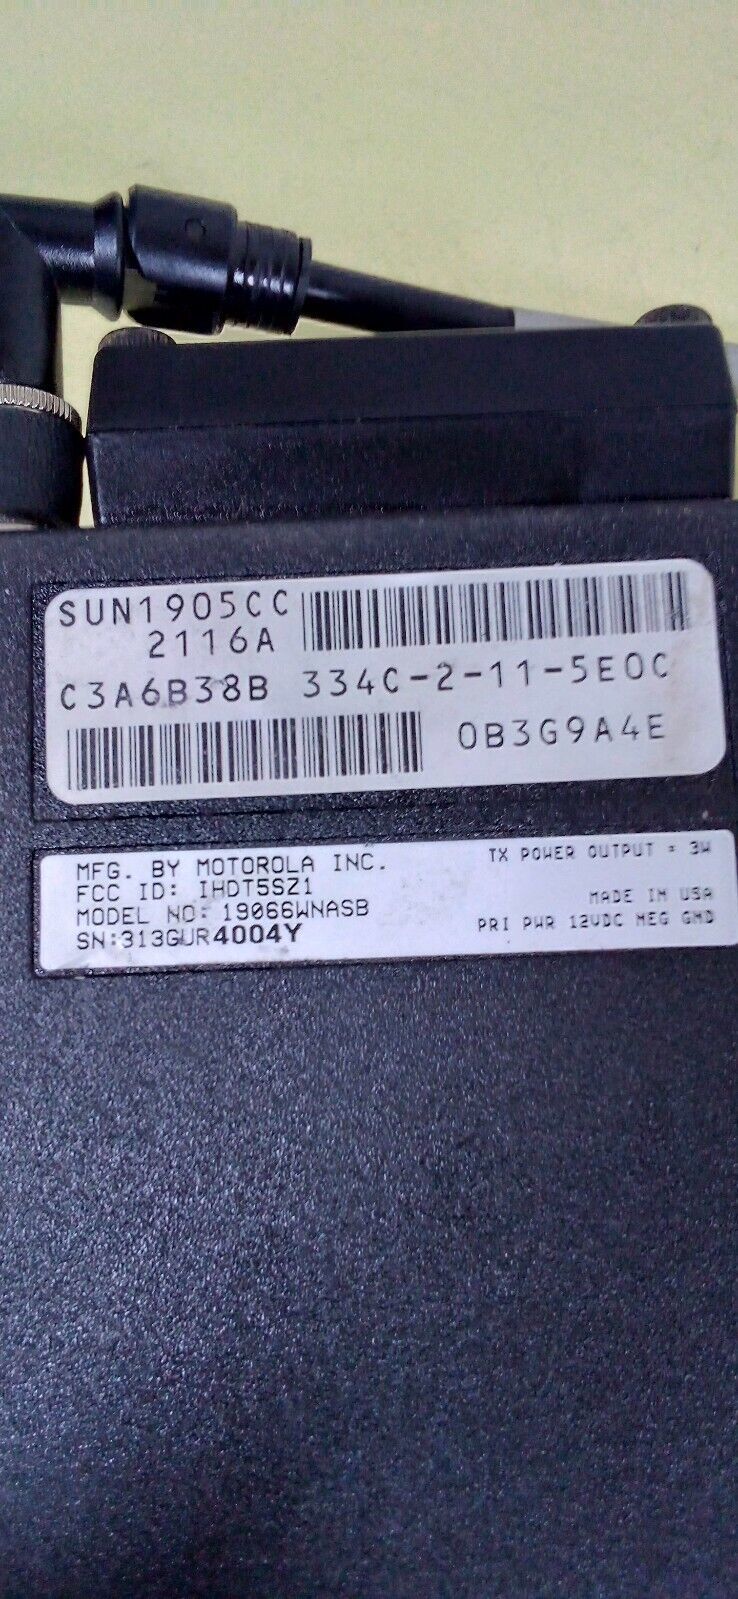 SUN1905CC
2116A
C3A6B38B 334C-2-11-5E0C
0B3G9A4E
MFG. BY MOTOROLA INC.
FCC ID: IHDT5SZ1
MODEL NO: 19066WNASB
SN:313GUR4004Y
TX POWER OUTPUT = 3W
MADE IN USA
PRI PWR 12VDC NEG GND